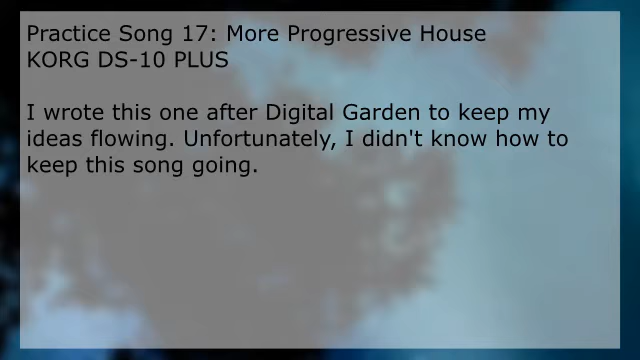 Practice Song 17: More Progressive House
KORG DS-10 PLUS
I wrote this one after Digital Garden to keep my
ideas flowing. Unfortunately, I didn't know how to
keep this song going.